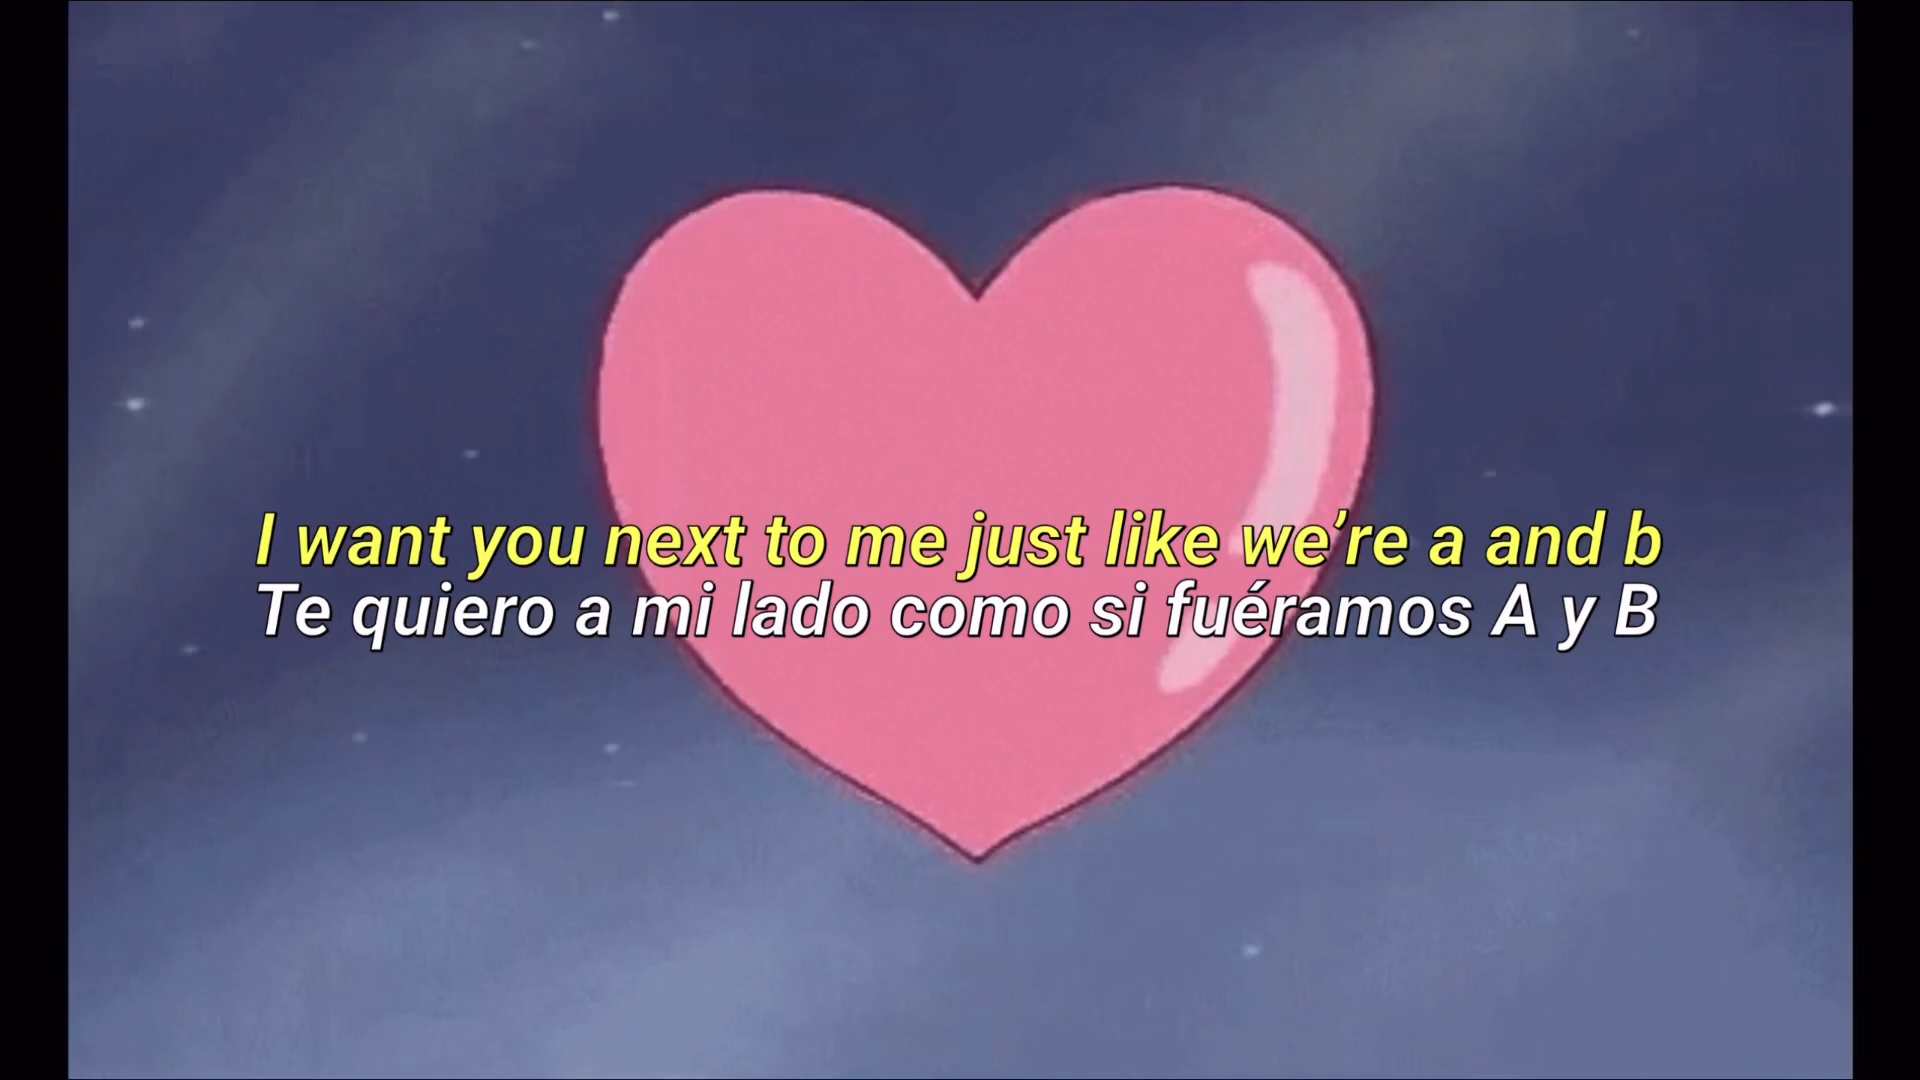 I want you next to me just like we’re a and b
Te quiero a mi lado como si fuéramos A y B